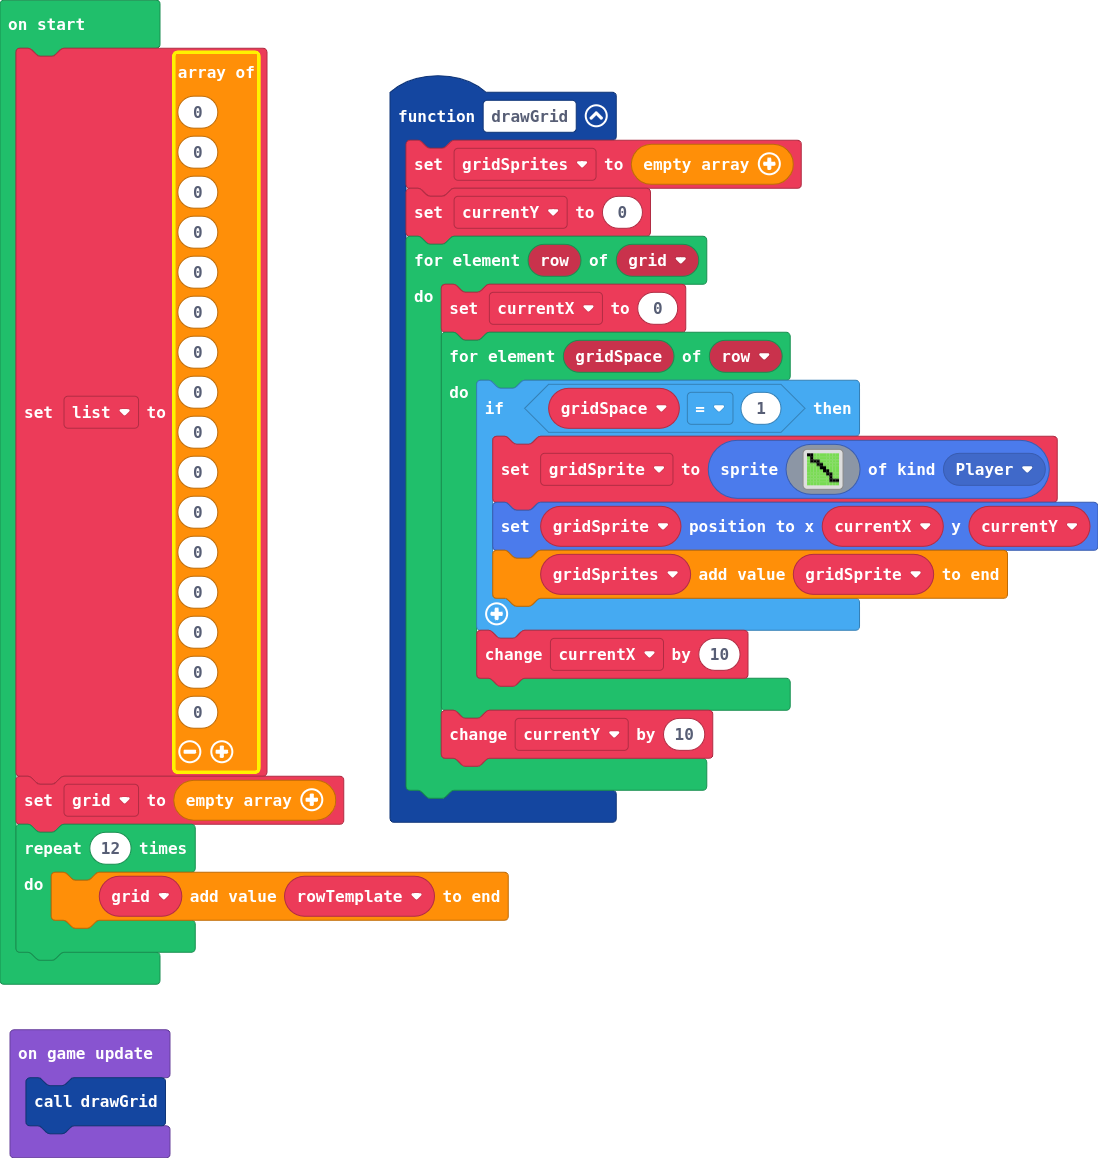 on start
array of
0
0
0
0
0
0
0
0
set list to
0
0
0
0
0
0
0
0
set grid to empty array
repeat 12 times
do
grid add value rowTemplate to end
on game update
call drawGrid
function drawGrid
set gridSprites to empty array
set currentY to 0
for element row of grid
do
set currentX to 0
for element gridSpace of row
do
if gridSpace = 1 then
set gridSprite to sprite of kind Player
set gridSprite position to x currentX y currentY
gridSprites add value gridSprite to end
change currentX by 10
change currentY by 10